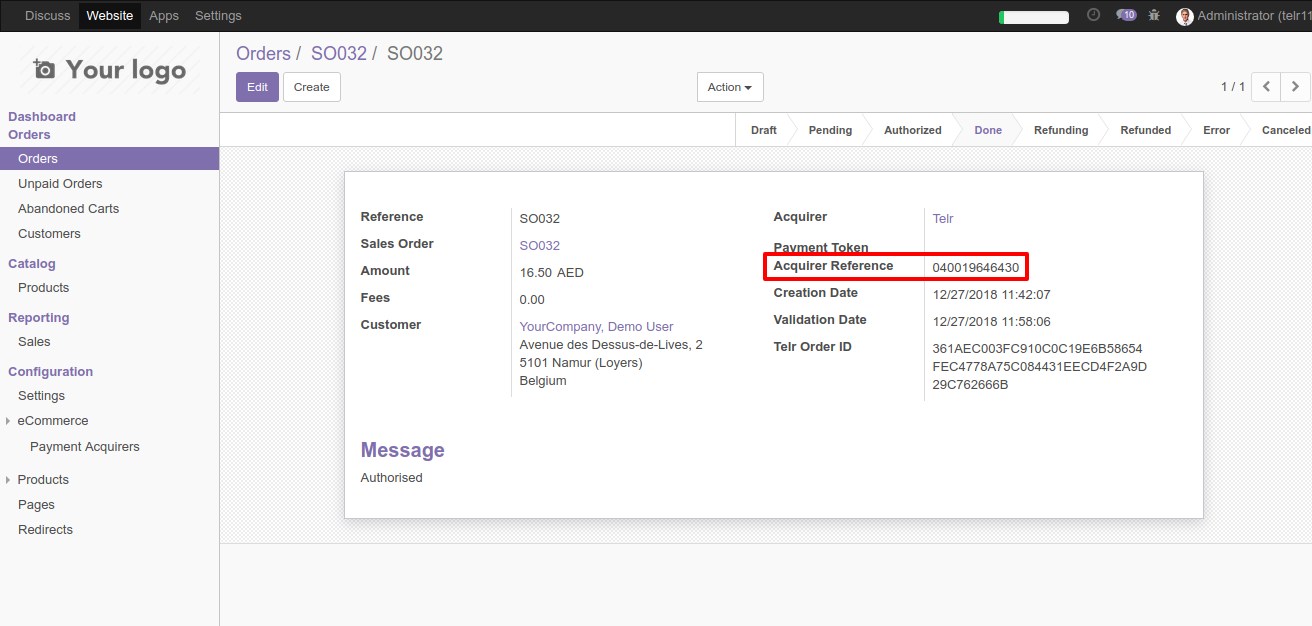 Discuss Website Apps Settings
10 Administrator (telr11
Your logo
Orders / SO032 / SO032
Edit Create Action 1 / 1
Dashboard
Orders
Orders
Unpaid Orders
Abandoned Carts
Customers
Catalog
Products
Reporting
Sales
Configuration
Settings
eCommerce
Payment Acquirers
Products
Pages
Redirects
Draft Pending Authorized Done Refunding Refunded Error Canceled
Reference SO032
Sales Order SO032
Amount 16.50 AED
Fees 0.00
Customer YourCompany, Demo User
Avenue des Dessus-de-Lives, 2
5101 Namur (Loyers)
Belgium
Acquirer Telr
Payment Token
Acquirer Reference 040019646430
Creation Date 12/27/2018 11:42:07
Validation Date 12/27/2018 11:58:06
Telr Order ID 361AEC003FC910C0C19E6B58654
FEC4778A75C084431EECD4F2A9D
29C762666B
Message
Authorised